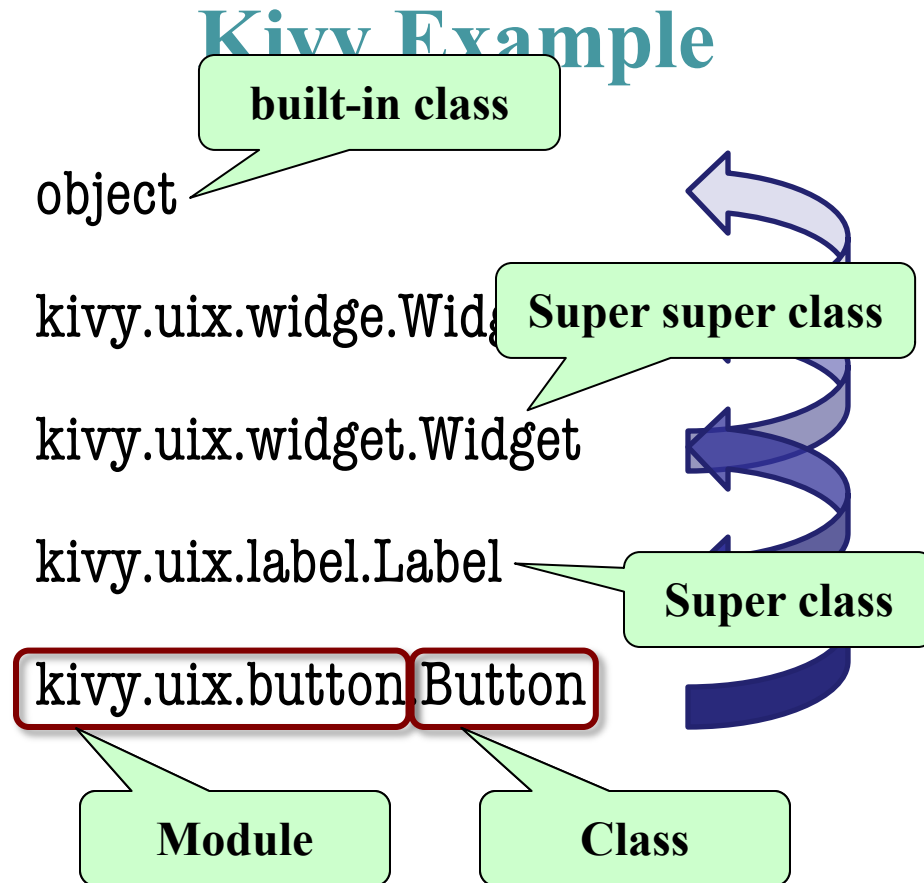 Kivy Example
built-in class
object
kivy.uix.widge.Widg
Super super class
kivy.uix.widget.Widget
kivy.uix.label.Label
Super class
kivy.uix.button.Button
Module
Class